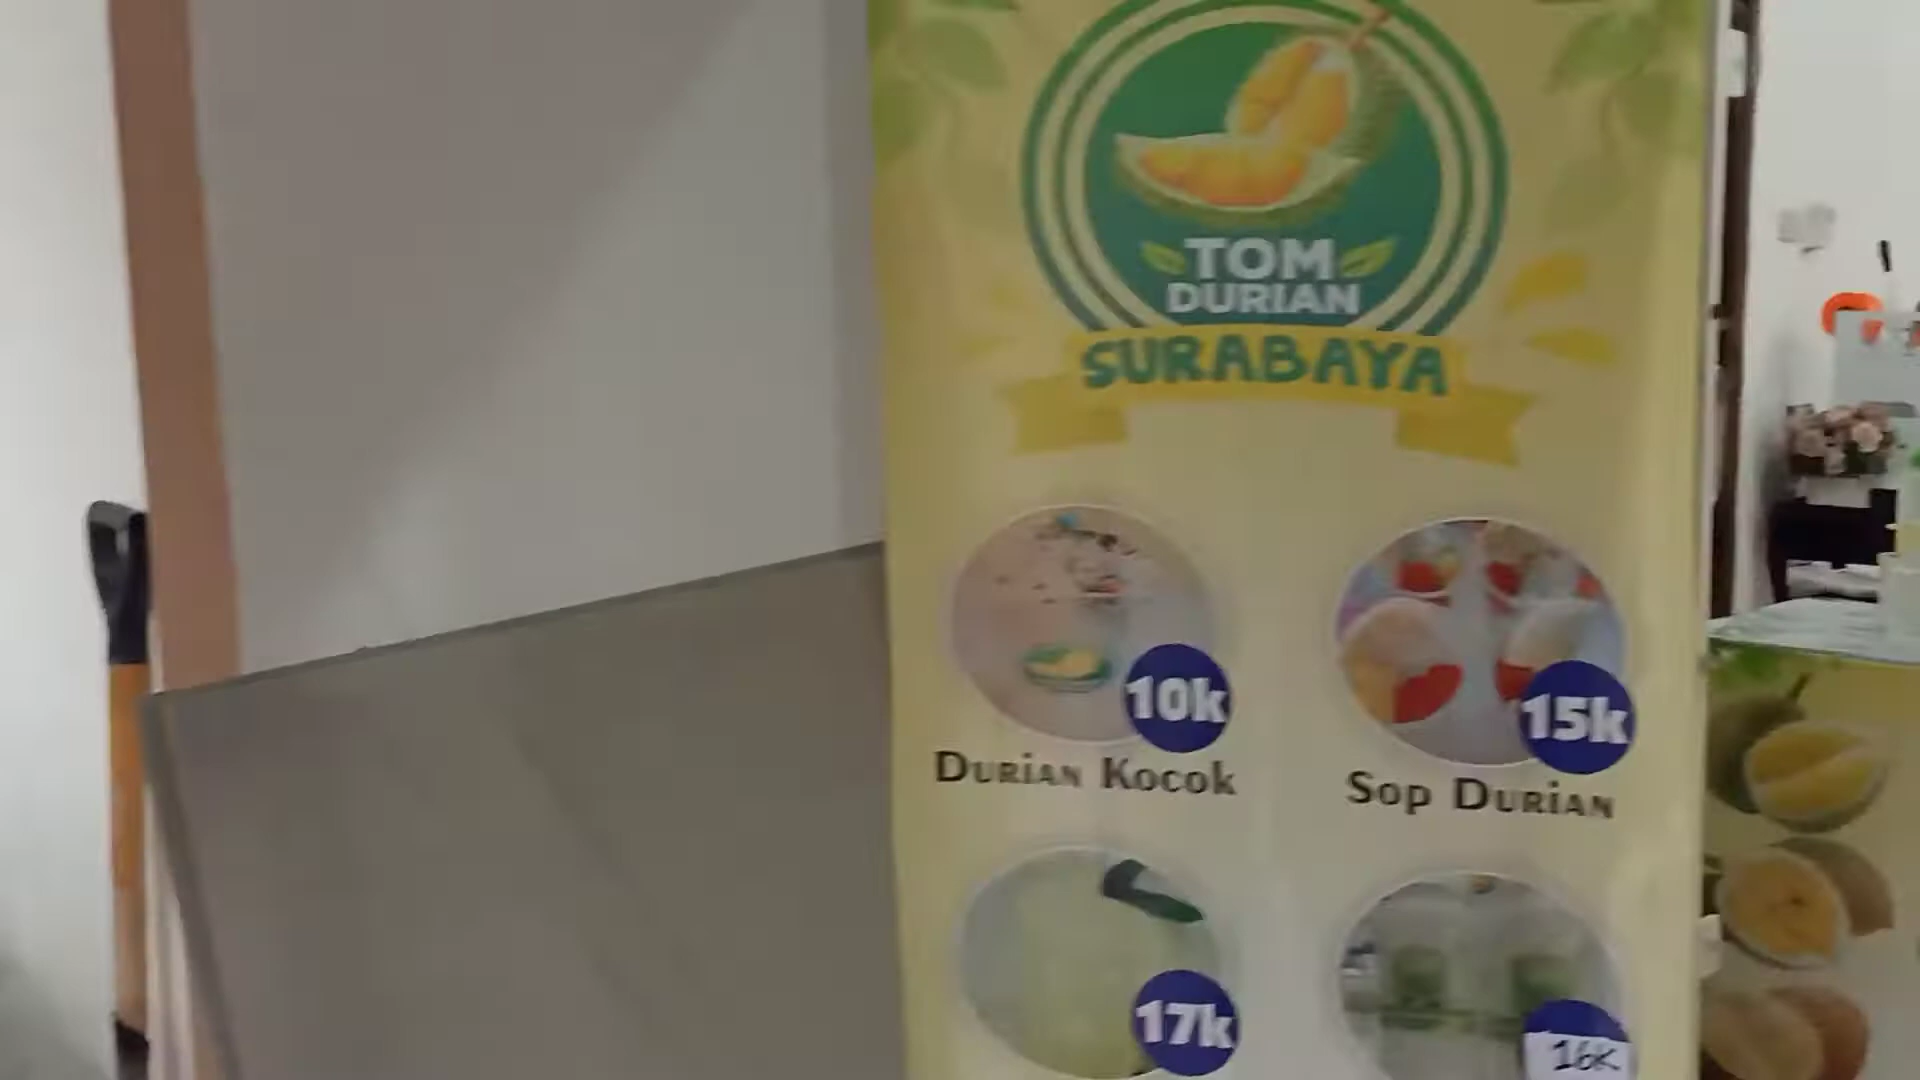 TOM
DURIAN
SURABAYA
10k
15k
Durian Kocok
Sop Durian
17k
16K